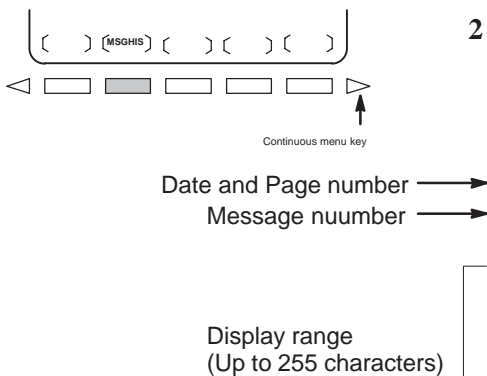 [ ] [MSGHIS] [ ] [ ] [ ]
2
Continuous menu key
Date and Page number
Message nuumber
Display range
(Up to 255 characters)